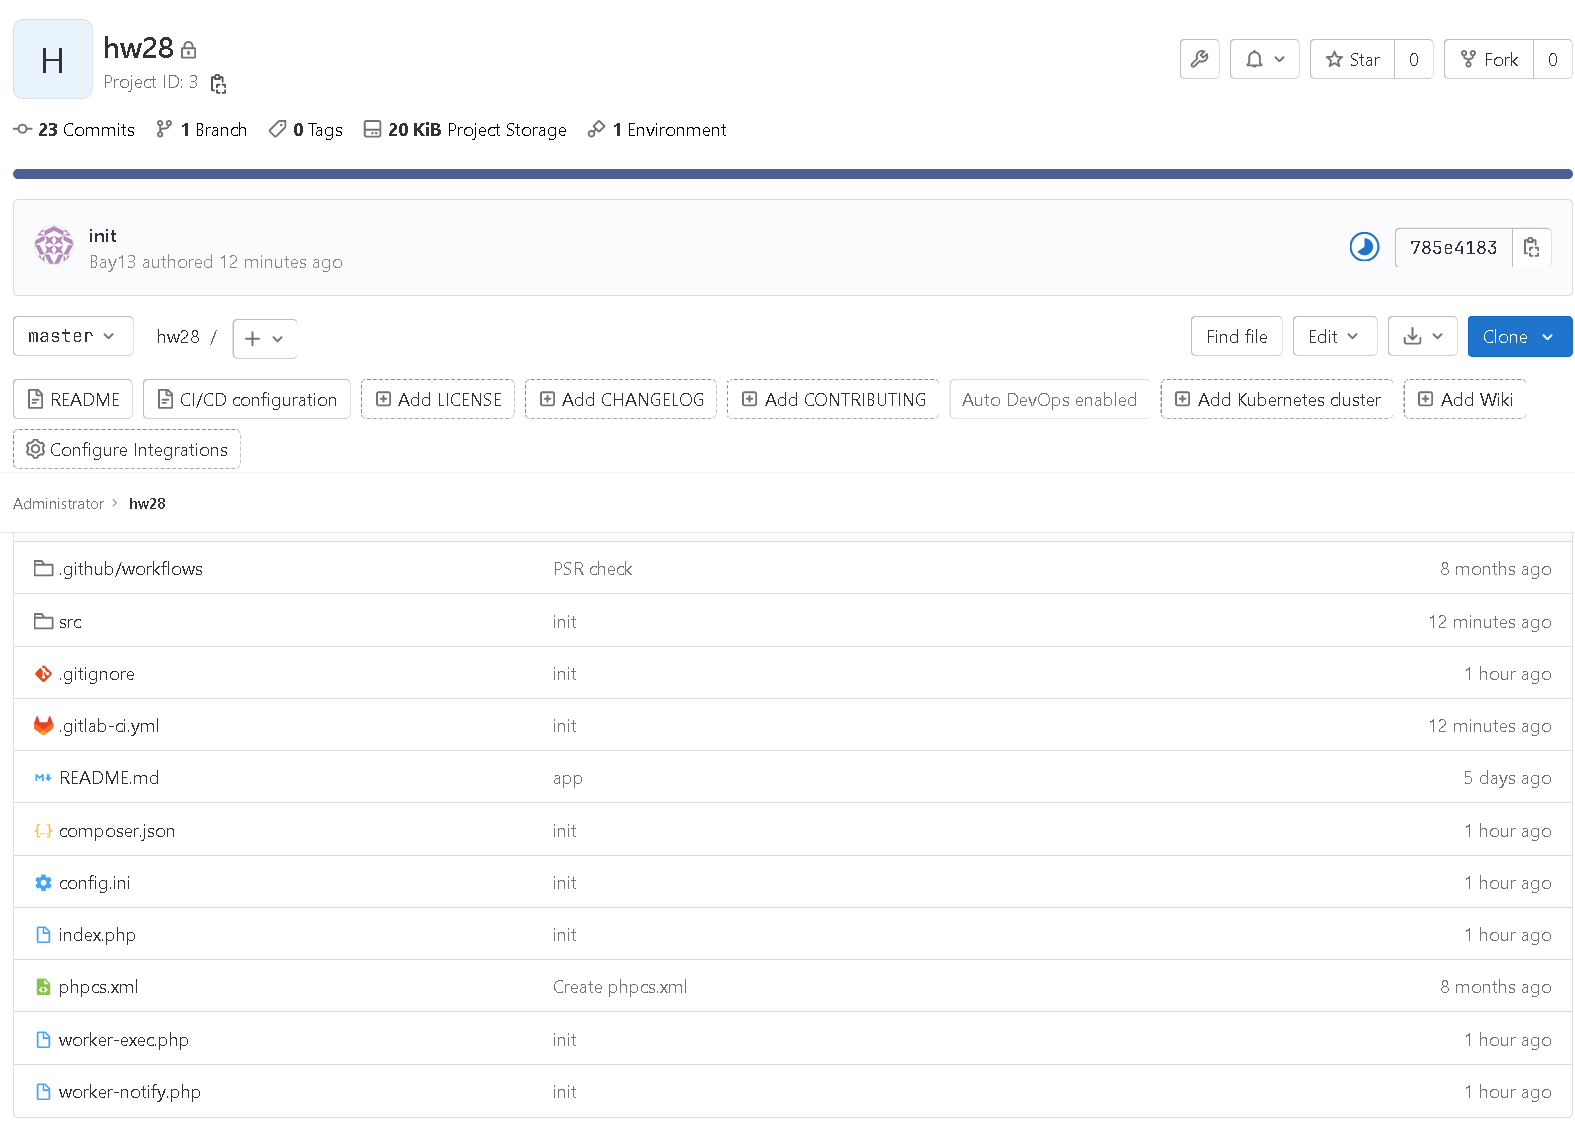 H
hw28
Project ID: 3
Star 0 Fork 0
23 Commits 1 Branch 0 Tags 20 KiB Project Storage 1 Environment
init
Bay13 authored 12 minutes ago
785e4183
master hw28 / Find file Edit Clone
README CI/CD configuration Add LICENSE Add CHANGELOG Add CONTRIBUTING Auto DevOps enabled Add Kubernetes cluster Add Wiki
Configure Integrations
Administrator > hw28
.github/workflows PSR check 8 months ago
src init 12 minutes ago
.gitignore init 1 hour ago
.gitlab-ci.yml init 12 minutes ago
README.md app 5 days ago
composer.json init 1 hour ago
config.ini init 1 hour ago
index.php init 1 hour ago
phpcs.xml Create phpcs.xml 8 months ago
worker-exec.php init 1 hour ago
worker-notify.php init 1 hour ago